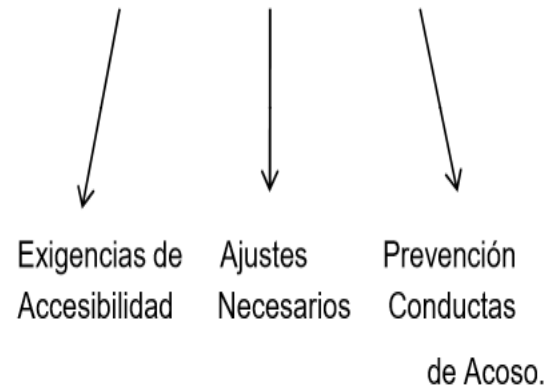 Exigencias de Ajustes Prevención
Accesibilidad Necesarios Conductas
de Acoso.